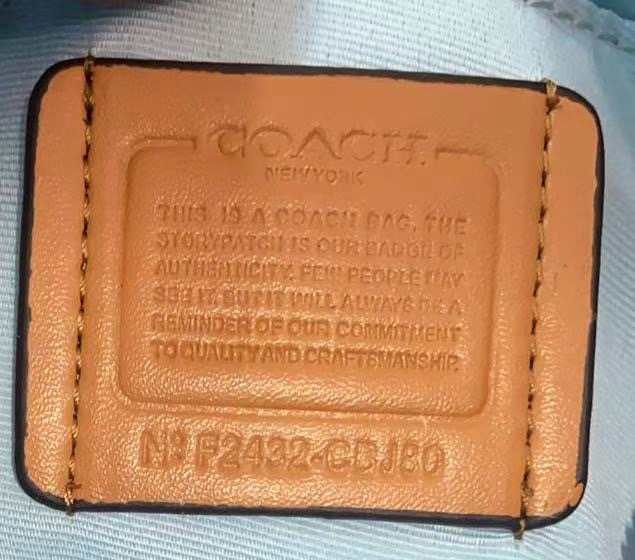 COACH
NEW YORK
THIS IS A COACH BAG. THE
STORYPATCH IS OUR BADGE OF
AUTHENTICITY. FEW PEOPLE MAY
SEE IT, BUT IT WILL ALWAYS BE A
REMINDER OF OUR COMMITMENT
TO QUALITY AND CRAFTSMANSHIP.
Nº F2432-